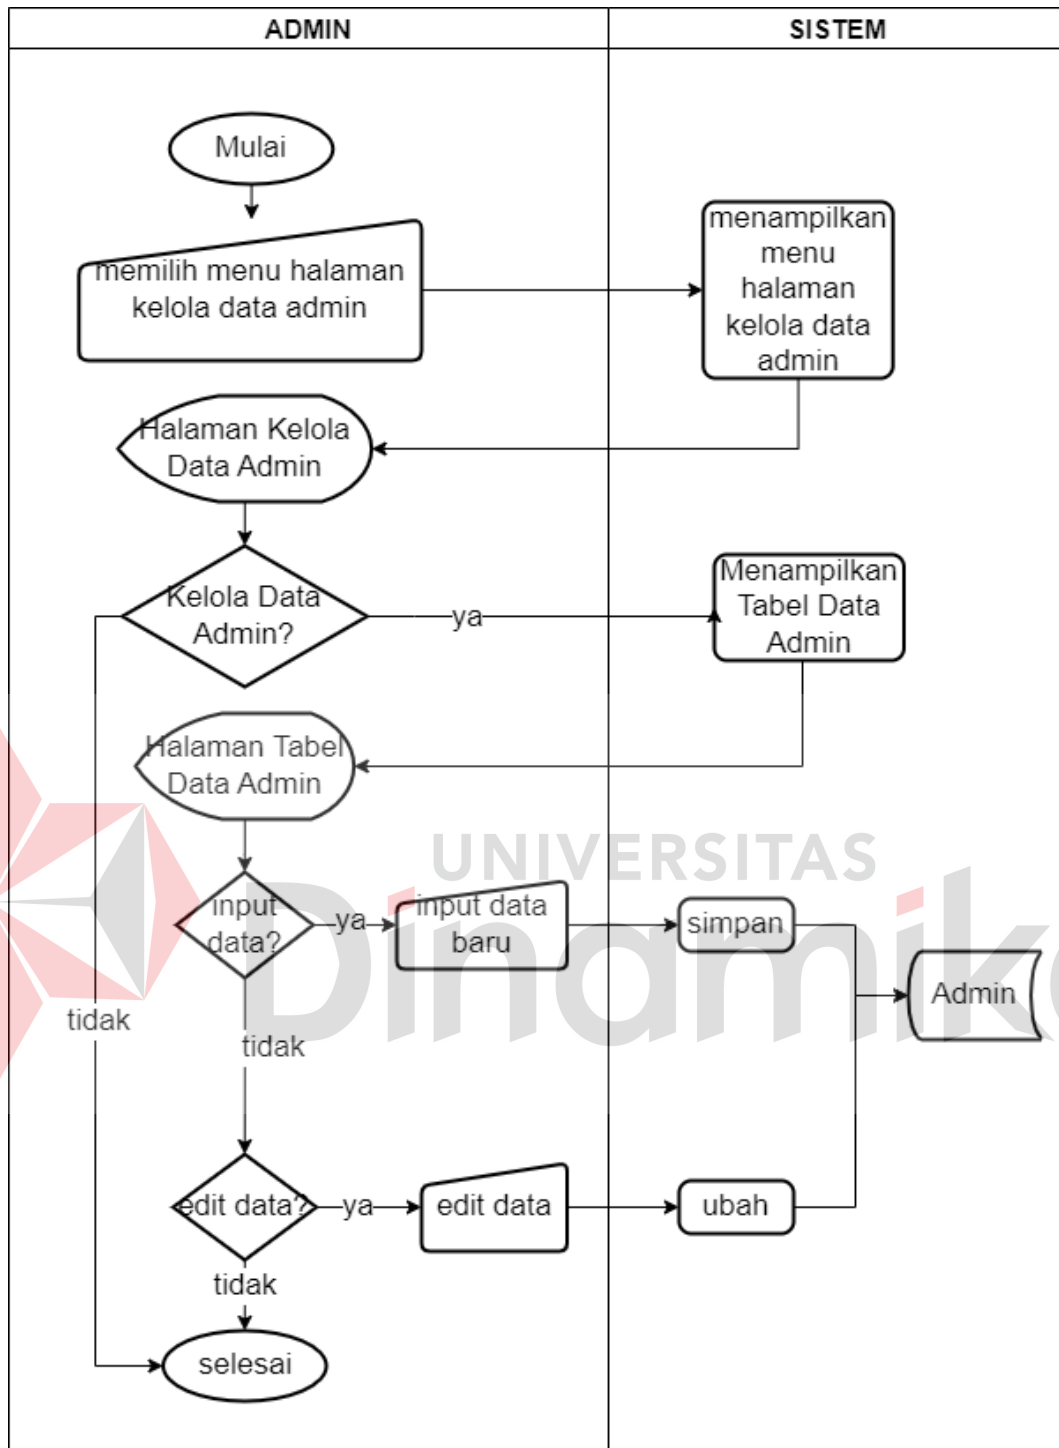 ADMIN
SISTEM
Mulai
memilih menu halaman
kelola data admin
menampilkan
menu
halaman
kelola data
admin
Halaman Kelola
Data Admin
Kelola Data
Admin?
ya
Menampilkan
Tabel Data
Admin
Halaman Tabel
Data Admin
UNIVERSITAS
Dinamika
input
data?
ya
input data
baru
simpan
Admin
tidak
tidak
edit data?
ya
edit data
ubah
tidak
selesai